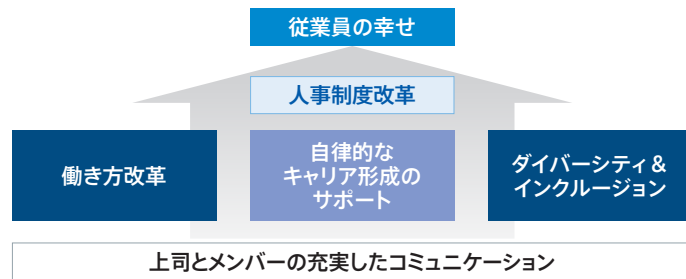 従業員の幸せ
人事制度改革
働き方改革
自律的な
キャリア形成の
サポート
ダイバーシティ＆
インクルージョン
上司とメンバーの充実したコミュニケーション